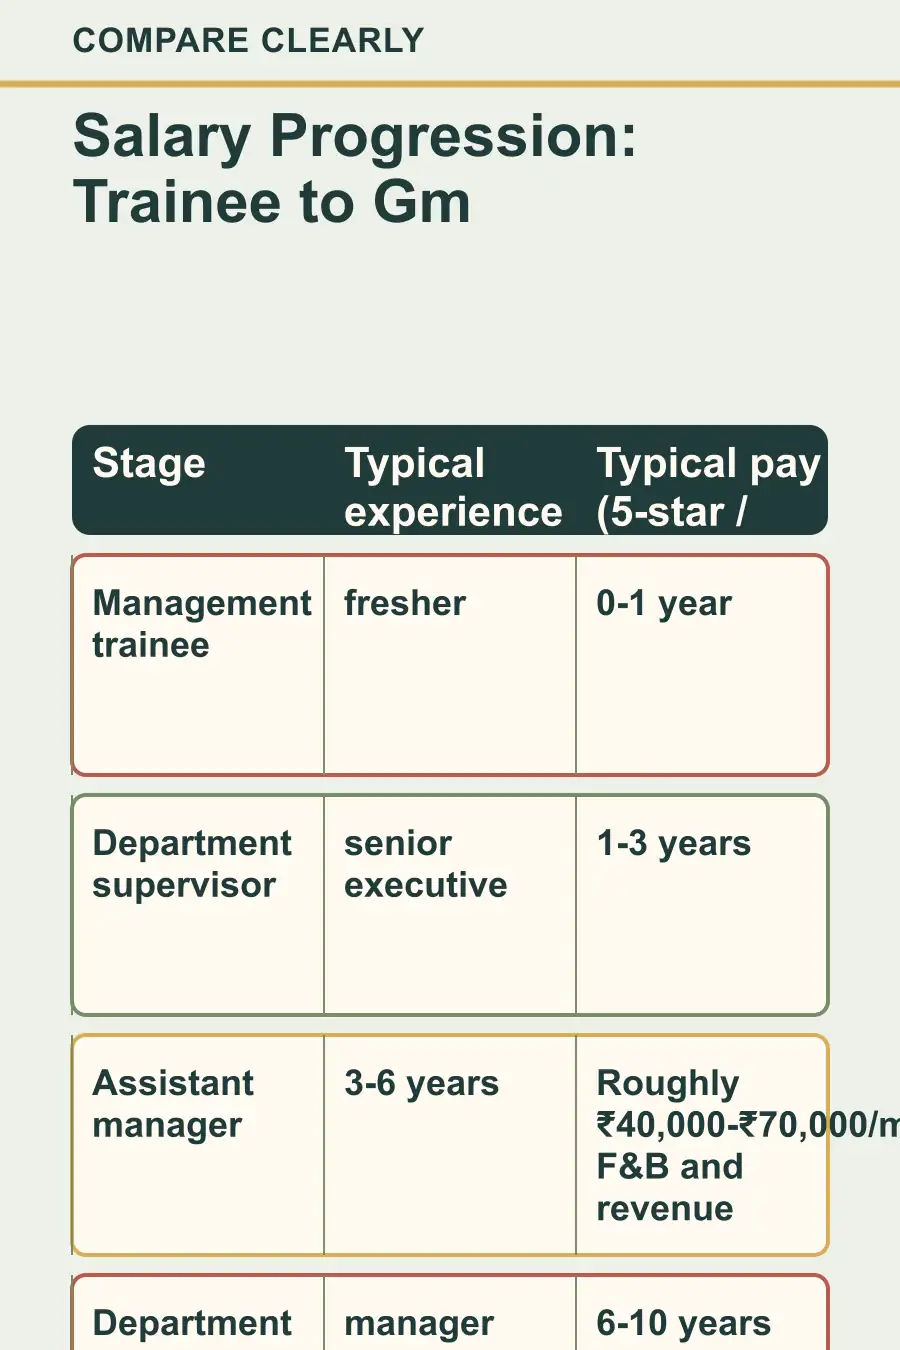 COMPARE CLEARLY
Salary Progression:
Trainee to Gm
Stage
Typical
experience
Typical pay
(5-star /
Management
trainee
fresher
0-1 year
Department
supervisor
senior
executive
1-3 years
Assistant
manager
3-6 years
Roughly
₹40,000-₹70,000/m
F&B and
revenue
Department
manager
6-10 years